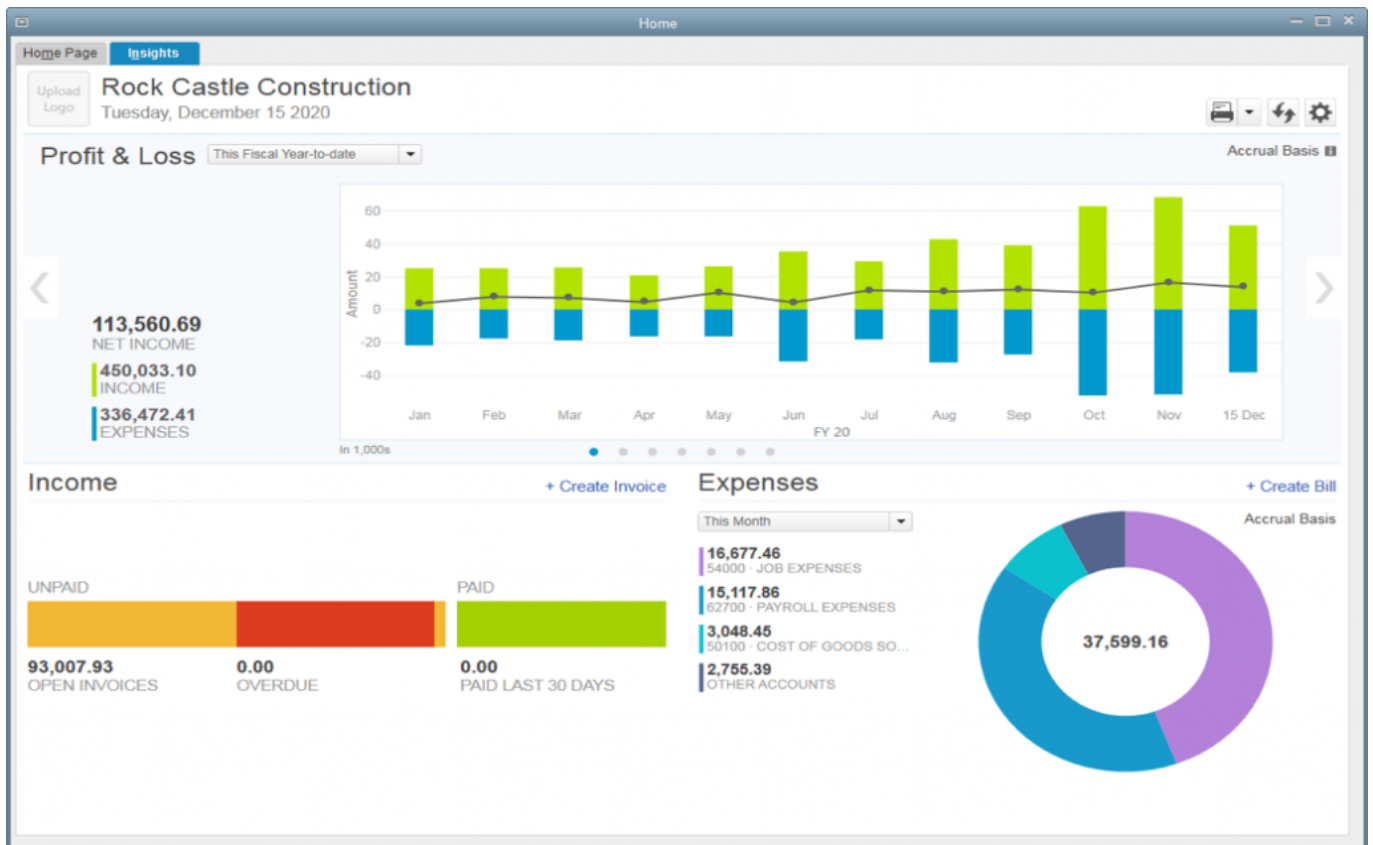 Home
Home Page
Insights
Upload
Logo
Rock Castle Construction
Tuesday, December 15 2020
Profit & Loss
This Fiscal Year-to-date
Accrual Basis
113,560.69
NET INCOME
450,033.10
INCOME
336,472.41
EXPENSES
Amount
60
40
20
0
-20
-40
Jan Feb Mar Apr May Jun Jul Aug Sep Oct Nov 15 Dec
FY 20
In 1,000s
Income
+ Create Invoice
UNPAID
PAID
93,007.93
OPEN INVOICES
0.00
OVERDUE
0.00
PAID LAST 30 DAYS
Expenses
+ Create Bill
This Month
Accrual Basis
16,677.46
54000 · JOB EXPENSES
15,117.86
62700 · PAYROLL EXPENSES
3,048.45
50100 · COST OF GOODS SO...
2,755.39
OTHER ACCOUNTS
37,599.16